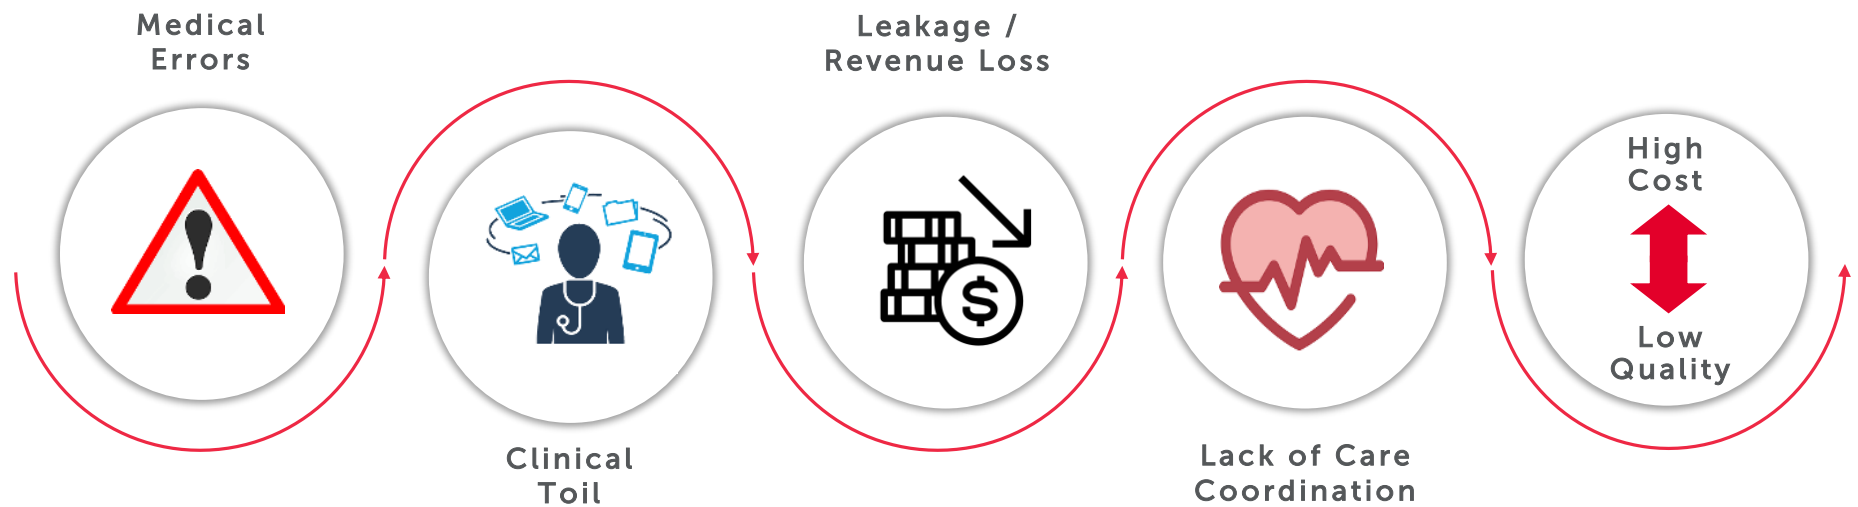 Medical
Errors
Clinical
Toil
Leakage /
Revenue Loss
$
Lack of Care
Coordination
High
Cost
Low
Quality